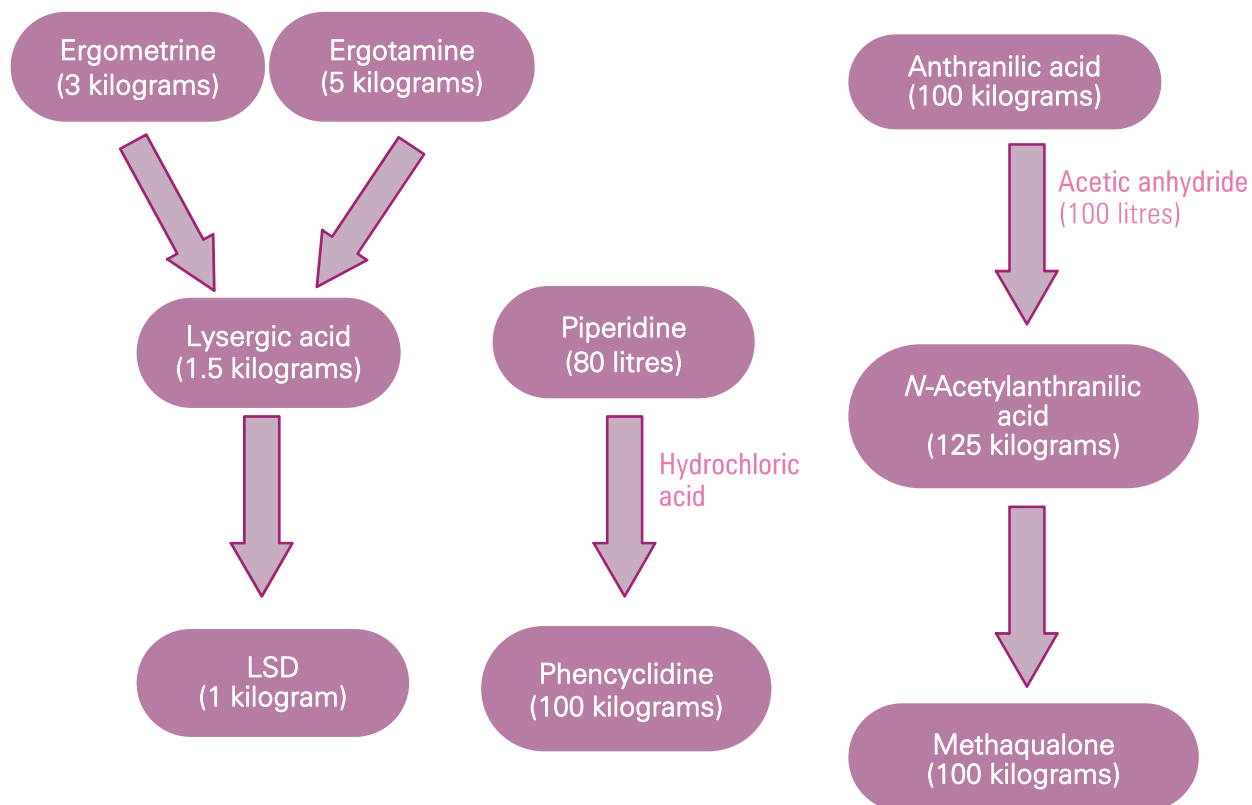 Ergometrine
(3 kilograms)
Ergotamine
(5 kilograms)
Lysergic acid
(1.5 kilograms)
LSD
(1 kilogram)
Piperidine
(80 litres)
Hydrochloric
acid
Phencyclidine
(100 kilograms)
Anthranilic acid
(100 kilograms)
Acetic anhydride
(100 litres)
N-Acetylanthranilic
acid
(125 kilograms)
Methaqualone
(100 kilograms)